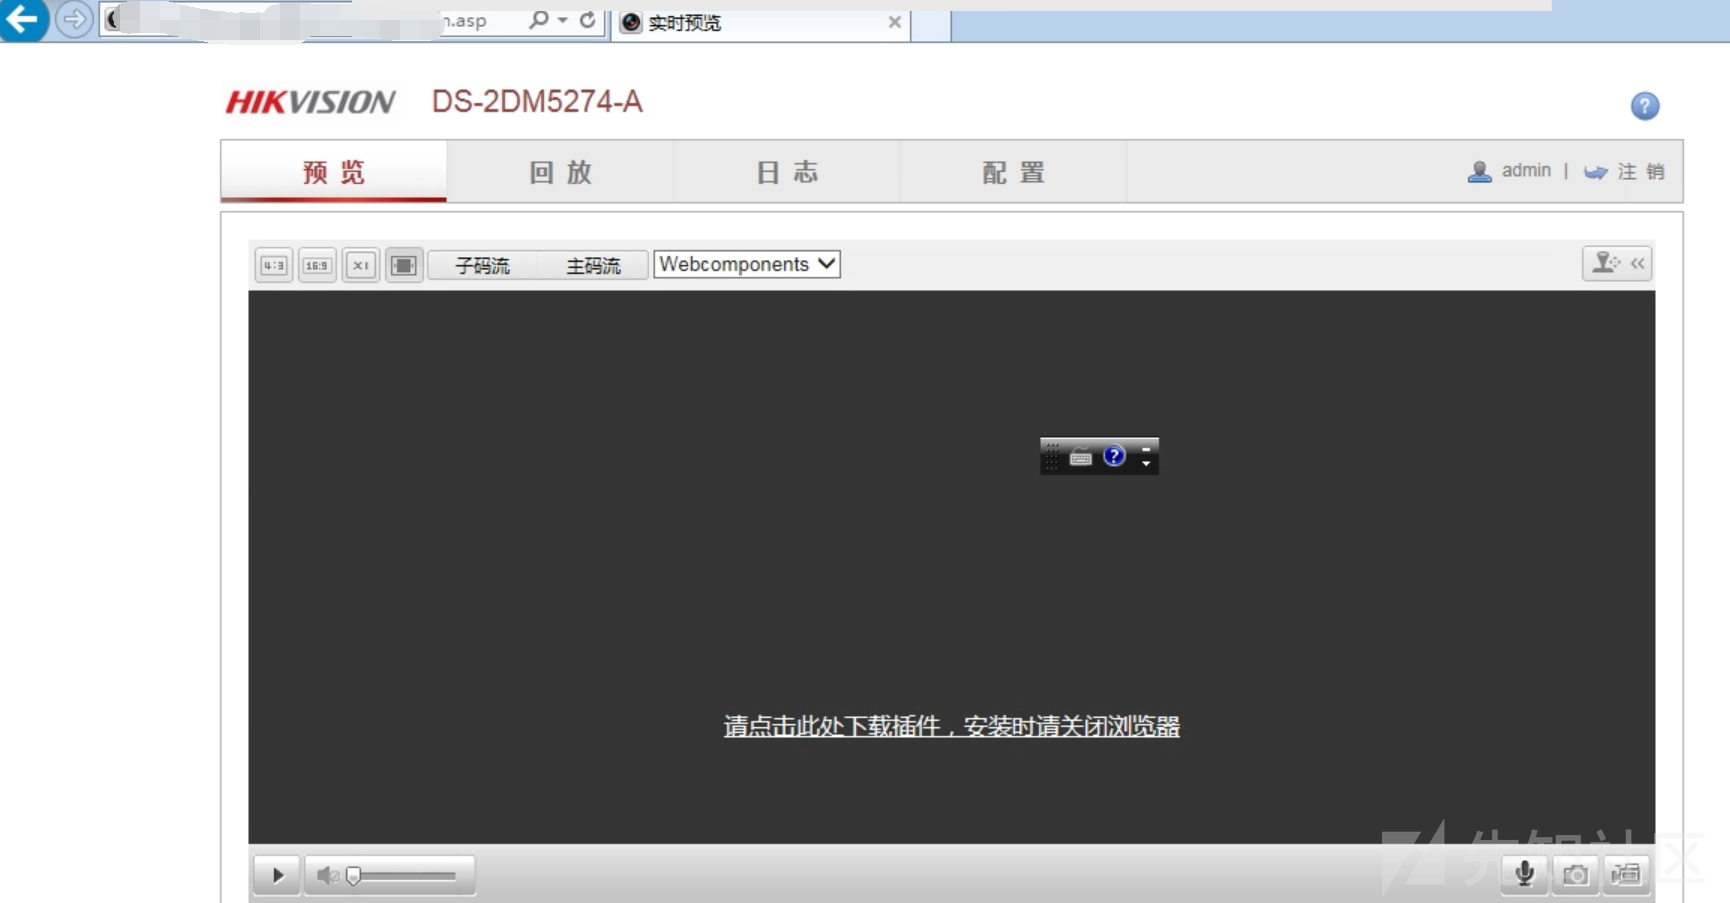 n.asp
实时预览
HIKVISION DS-2DM5274-A
预览 回放 日志 配置 admin | 注销
4:3 16:9 X1 子码流 主码流 Webcomponents
请点击此处下载插件，安装时请关闭浏览器
先知社区